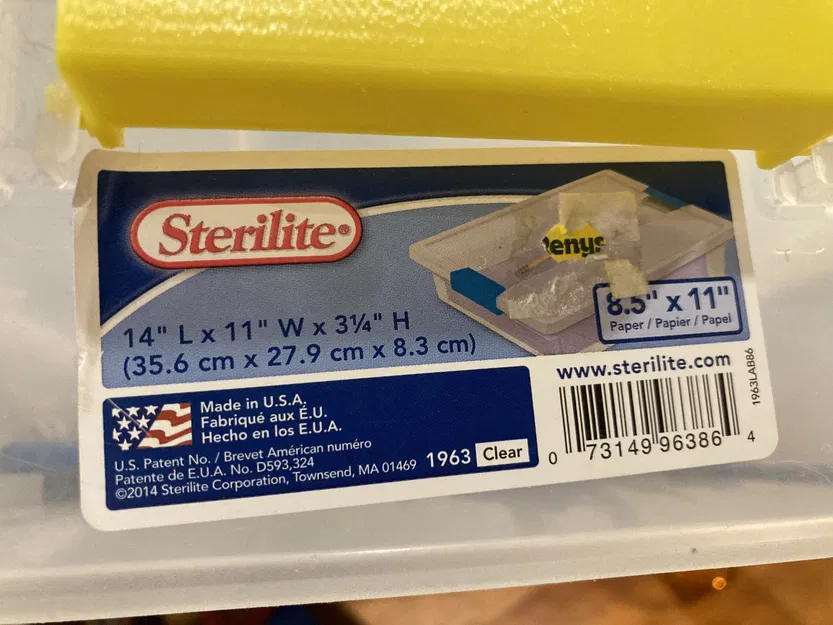 Sterilite®
enys
8.5" x 11"
Paper / Papier / Papel
14" L x 11" W x 3¼" H
(35.6 cm x 27.9 cm x 8.3 cm)
www.sterilite.com
1963LAB86
Made in U.S.A.
Fabriqué aux É.U.
Hecho en los E.U.A.
U.S. Patent No. / Brevet Américan numéro
Patente de E.U.A. No. D593,324
©2014 Sterilite Corporation, Townsend, MA 01469
1963 Clear
0 73149 96386 4